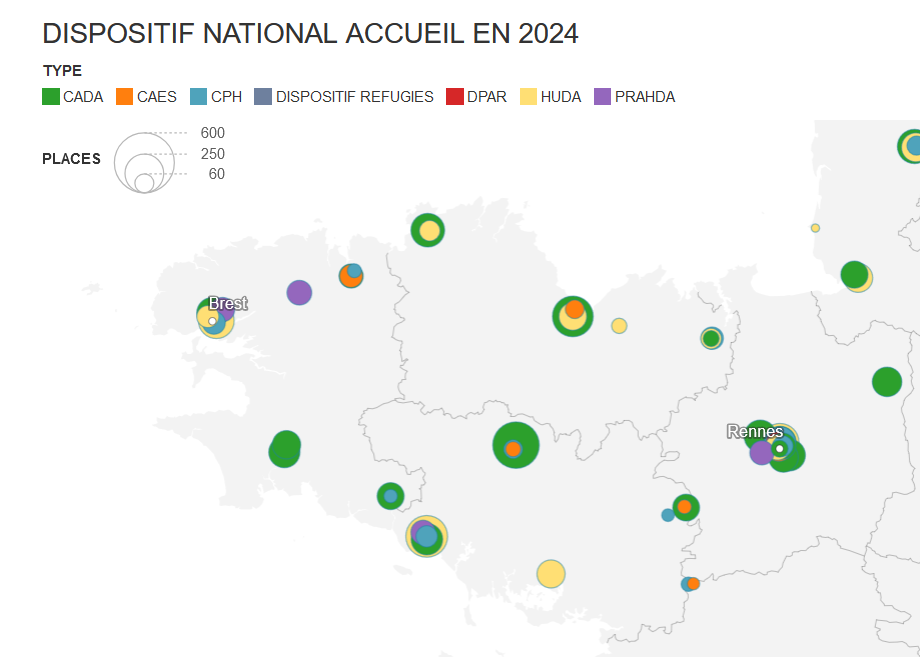 DISPOSITIF NATIONAL ACCUEIL EN 2024
TYPE
CADA CAES CPH DISPOSITIF REFUGIES DPAR HUDA PRAHDA
PLACES
600
250
60
Brest
Rennes